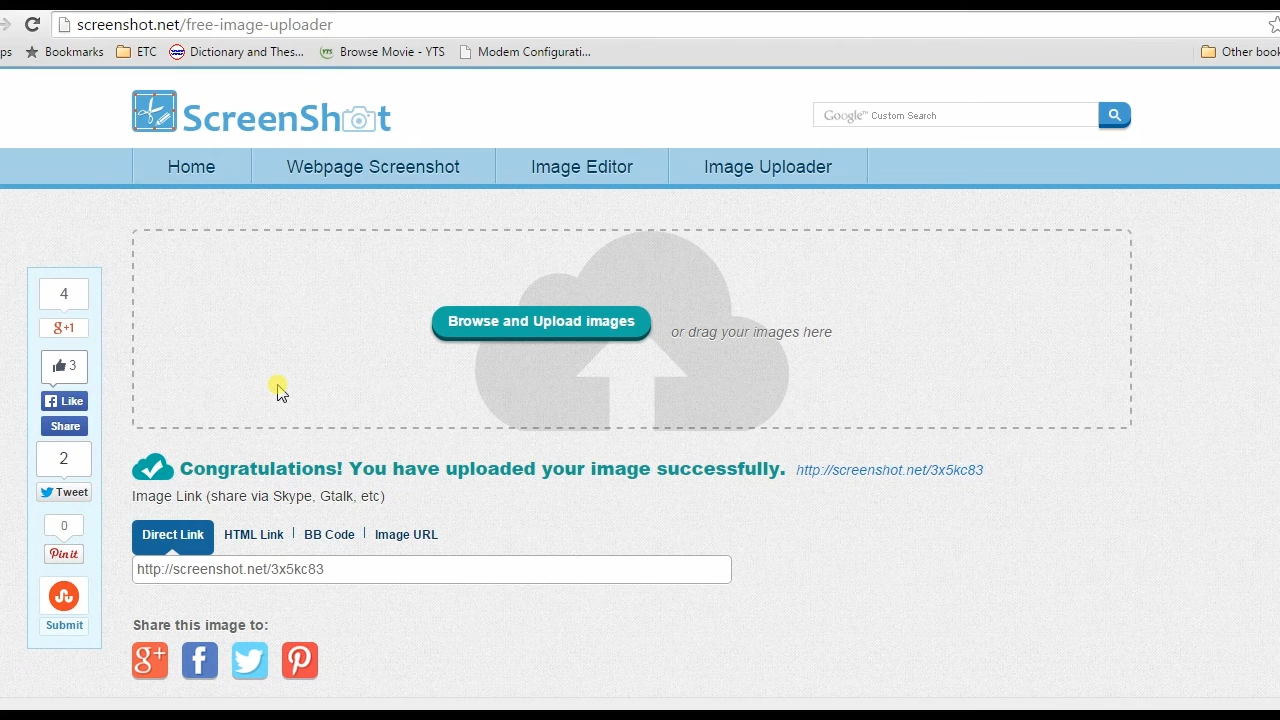 screenshot.net/free-image-uploader
ps Bookmarks ETC Dictionary and Thes... Browse Movie - YTS Modem Configurati... Other book
ScreenShot
Google™ Custom Search
Home Webpage Screenshot Image Editor Image Uploader
Browse and Upload images or drag your images here
4
g+1
3
Like
Share
2
Tweet
0
Pin it
Submit
Congratulations! You have uploaded your image successfully. http://screenshot.net/3x5kc83
Image Link (share via Skype, Gtalk, etc)
Direct Link HTML Link BB Code Image URL
http://screenshot.net/3x5kc83
Share this image to:
g+ f